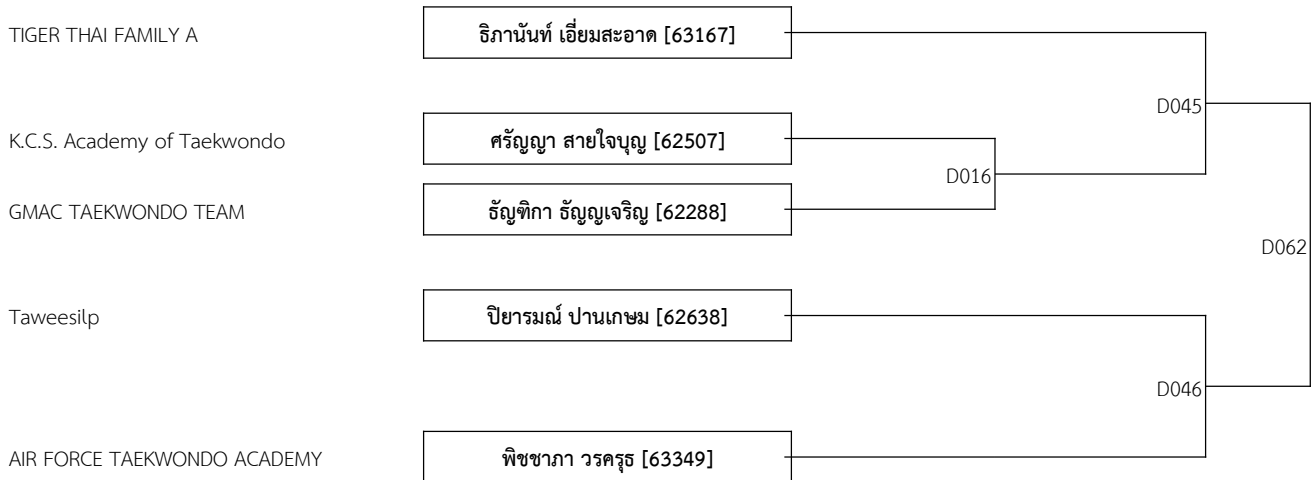 TIGER THAI FAMILY A
ธิภานันท์ เอี่ยมสะอาด [63167]
D045
K.C.S. Academy of Taekwondo
ศรัญญา สายใจบุญ [62507]
D016
GMAC TAEKWONDO TEAM
ธัญฑิกา ธัญญเจริญ [62288]
D062
Taweesilp
ปิยารมณ์ ปานเกษม [62638]
D046
AIR FORCE TAEKWONDO ACADEMY
พิชชาภา วรครุธ [63349]